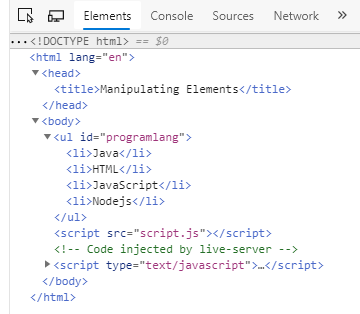 Elements Console Sources Network »
...<!DOCTYPE html> == $0
<html lang="en">
▼<head>
<title>Manipulating Elements</title>
</head>
▼<body>
▼<ul id="programlang">
<li>Java</li>
<li>HTML</li>
<li>JavaScript</li>
<li>Nodejs</li>
</ul>
<script src="script.js"></script>
<!-- Code injected by live-server -->
▶<script type="text/javascript">…</script>
</body>
</html>